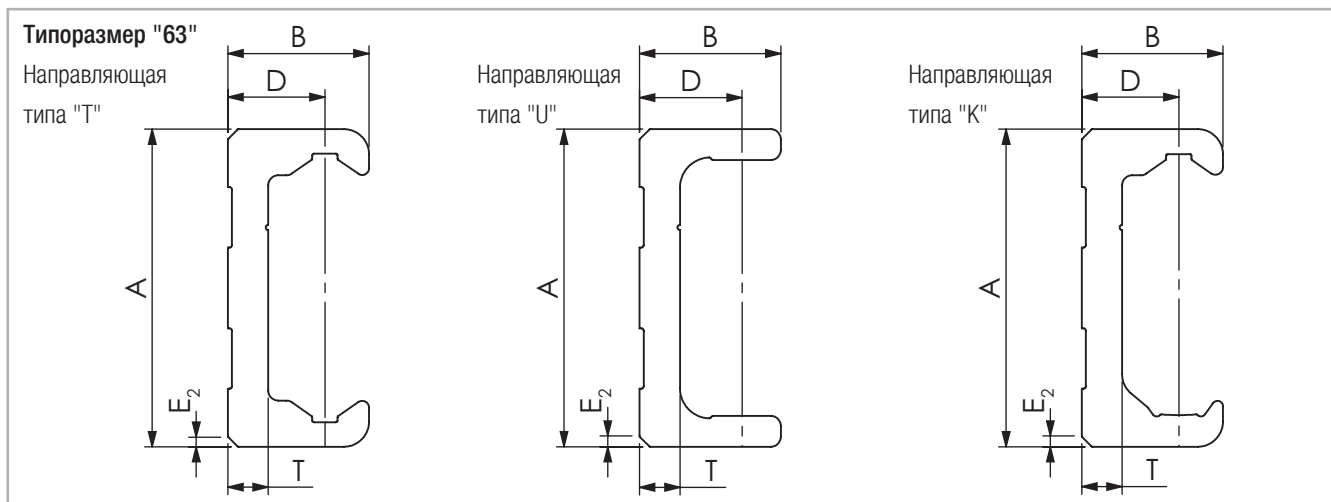 Типоразмер "63"
Направляющая
типа "T"
B
D
A
E2
T
Направляющая
типа "U"
B
D
A
E2
T
Направляющая
типа "K"
B
D
A
E2
T